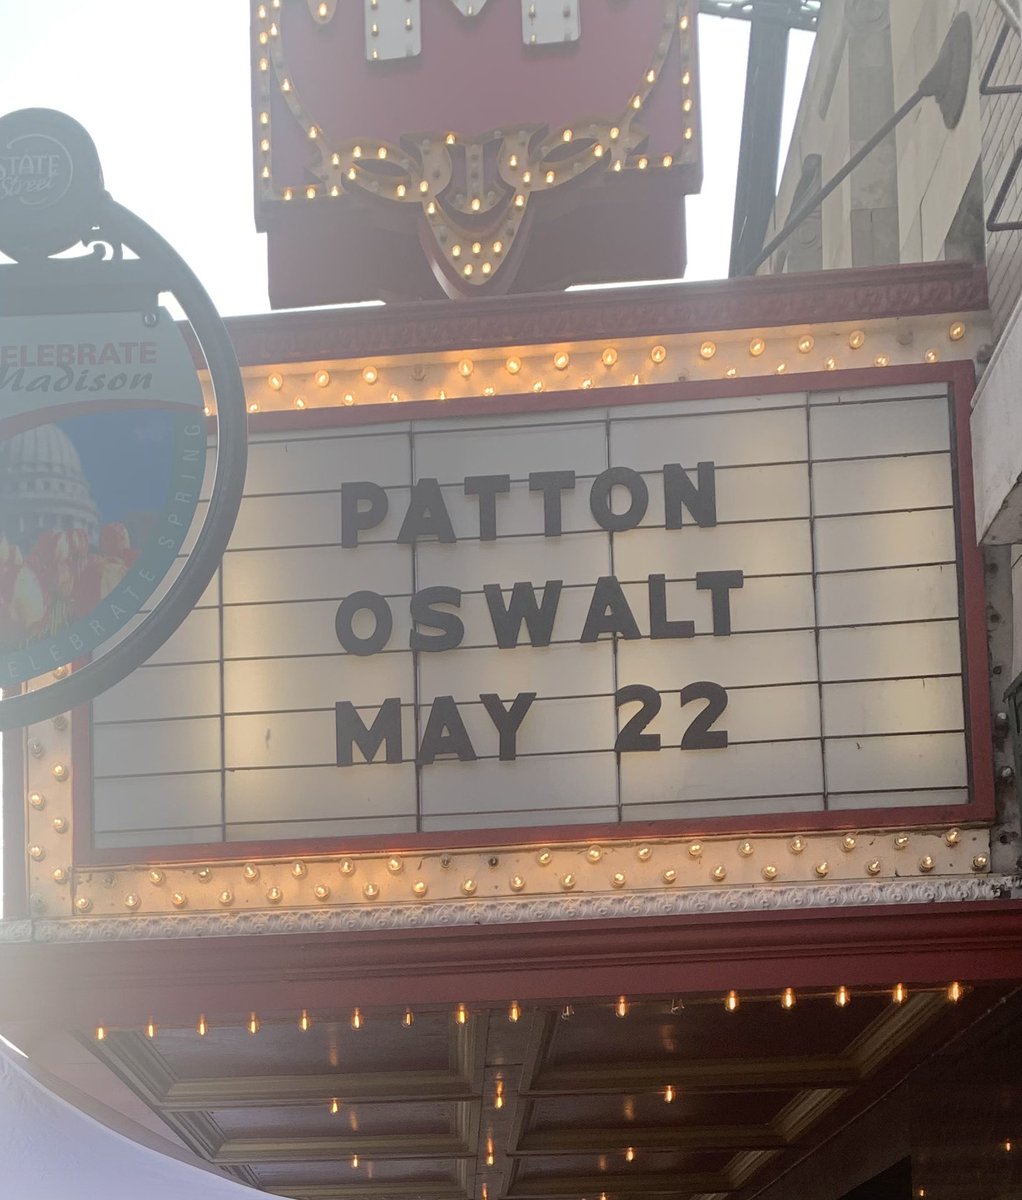 M
STATE
Street
CELEBRATE
Madison
CELEBRATE SPRING
PATTON
OSWALT
MAY 22